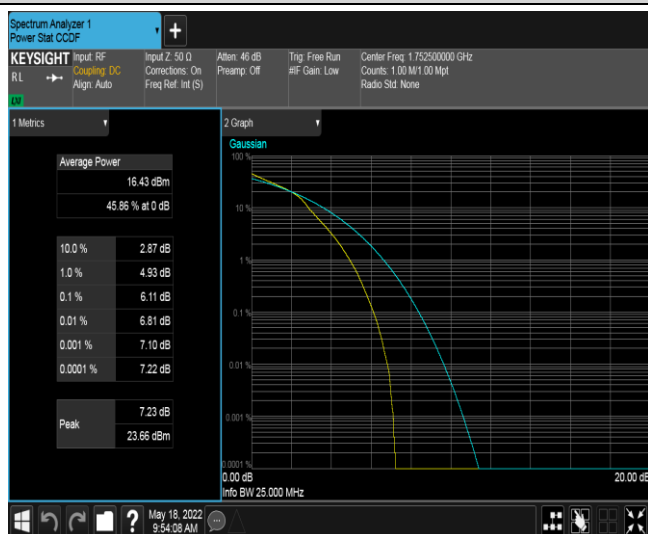 Spectrum Analyzer 1
Power Stat CCDF
+
KEYSIGHT
RL
Input: RF
Coupling: DC
Align: Auto
Input Z: 50 Ω
Corrections: On
Freq Ref: Int (S)
Atten: 46 dB
Preamp: Off
Trig: Free Run
#IF Gain: Low
Center Freq: 1.752500000 GHz
Counts: 1.00 M/1.00 Mpt
Radio Std: None
1 Metrics
Average Power
16.43 dBm
45.86 % at 0 dB
10.0 % 2.87 dB
1.0 % 4.93 dB
0.1 % 6.11 dB
0.01 % 6.81 dB
0.001 % 7.10 dB
0.0001 % 7.22 dB
Peak
7.23 dB
23.66 dBm
2 Graph
Gaussian
100 %
10 %
1 %
0.1 %
0.01 %
0.001 %
0.0001 %
0.00 dB 20.00 dB
Info BW 25.000 MHz
?
May 18, 2022
9:54:08 AM